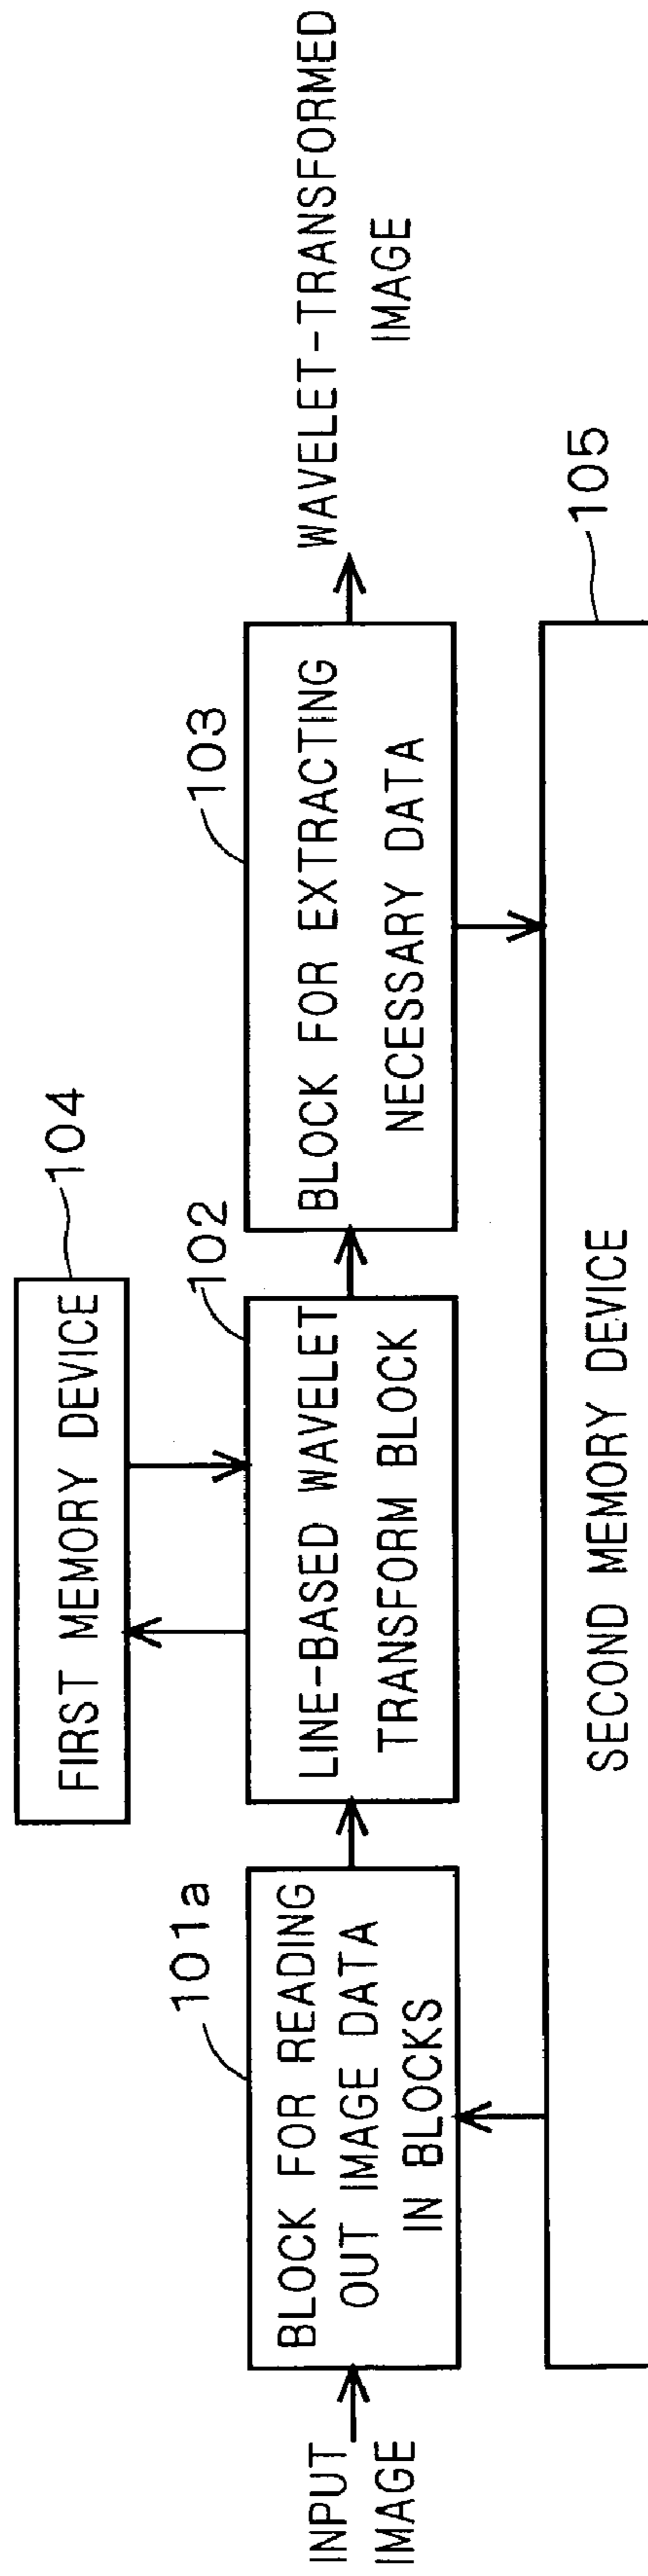 FIRST MEMORY DEVICE
104
101a
102
103
INPUT
IMAGE
BLOCK FOR READING
OUT IMAGE DATA
IN BLOCKS
LINE-BASED WAVELET
TRANSFORM BLOCK
BLOCK FOR EXTRACTING
NECESSARY DATA
WAVELET-TRANSFORMED
IMAGE
105
SECOND MEMORY DEVICE